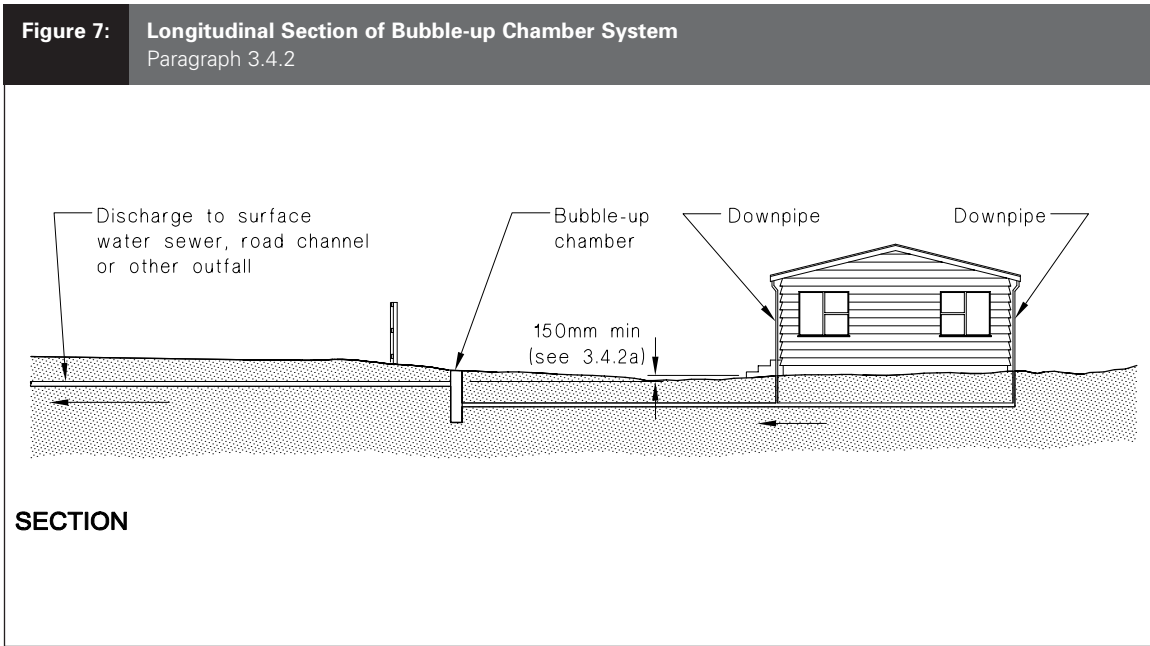 Figure 7:
Longitudinal Section of Bubble-up Chamber System
Paragraph 3.4.2
Discharge to surface
water sewer, road channel
or other outfall
Bubble-up
chamber
Downpipe
Downpipe
150mm min
(see 3.4.2a)
SECTION